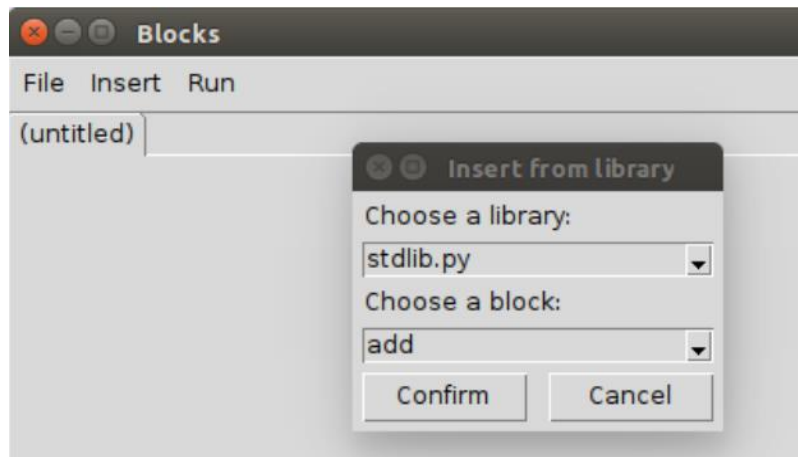 Blocks
File Insert Run
(untitled)
Insert from library
Choose a library:
stdlib.py
Choose a block:
add
Confirm Cancel